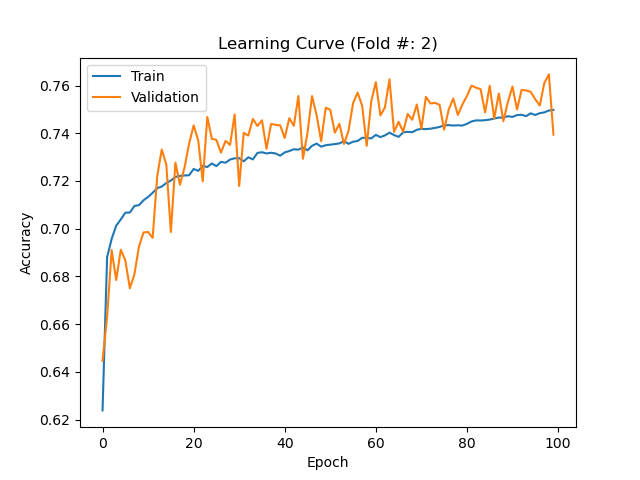 Learning Curve (Fold #: 2)
Train
Validation
0.76
0.74
0.72
0.70
0.68
0.66
0.64
0.62
Accuracy
0 20 40 60 80 100
Epoch